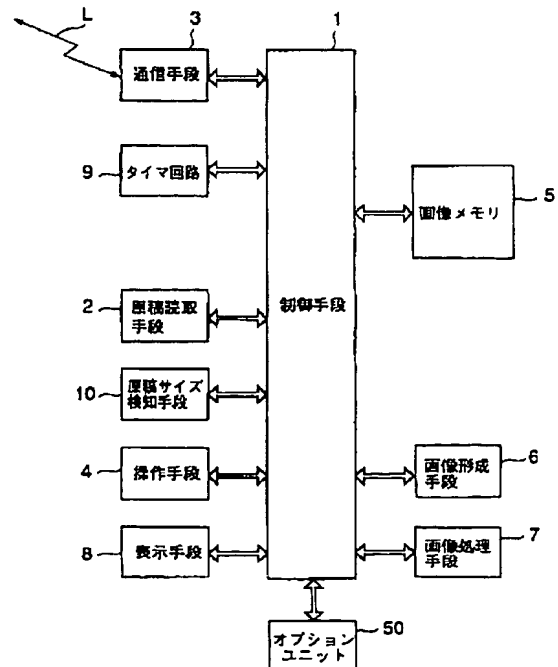 L
3
通信手段
1
9
タイマ回路
5
画像メモリ
2
原稿読取
手段
制御手段
10
原稿サイズ
検知手段
4
操作手段
6
画像形成
手段
8
表示手段
7
画像処理
手段
50
オプション
ユニット